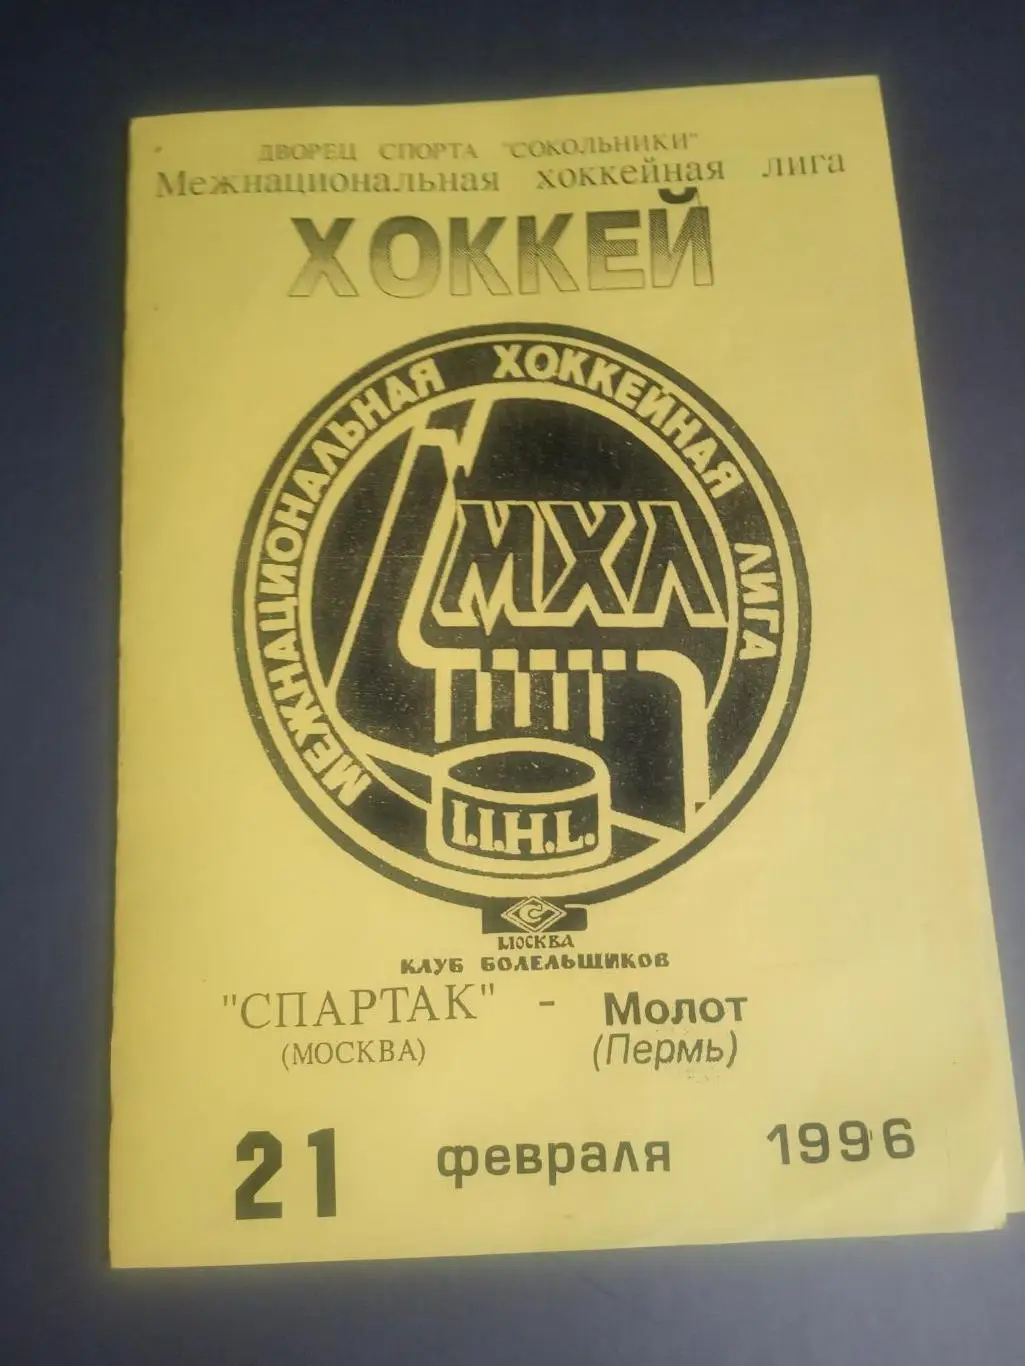 ДВОРЕЦ СПОРТА "СОКОЛЬНИКИ"
Межнациональная хоккейная лига
ХОККЕЙ
МЕЖНАЦИОНАЛЬНАЯ ХОККЕЙНАЯ ЛИГА
МХЛ
I.I.H.L.
С
МОСКВА
КЛУБ БОЛЕЛЬЩИКОВ
"СПАРТАК" - Молот
(МОСКВА) (Пермь)
21 февраля 1996